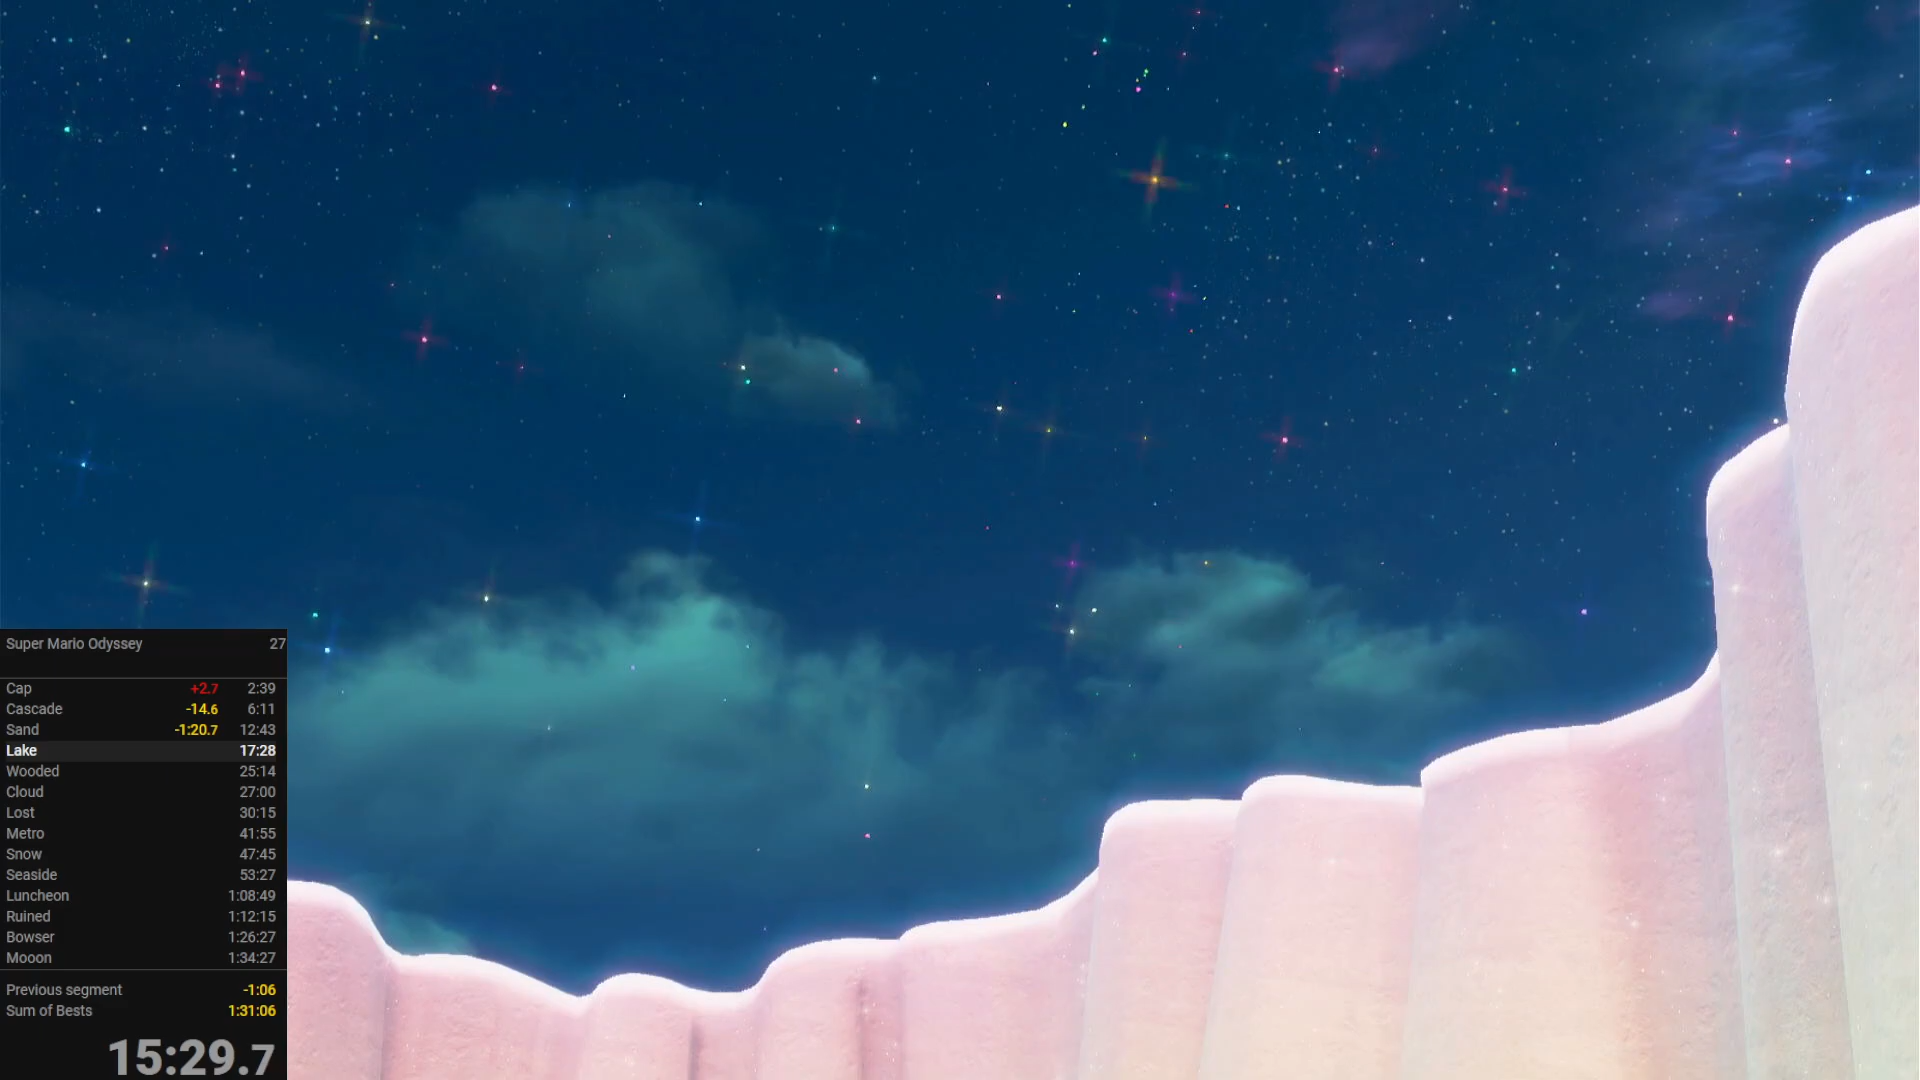 Super Mario Odyssey 27
Cap +2.7 2:39
Cascade -14.6 6:11
Sand -1:20.7 12:43
Lake 17:28
Wooded 25:14
Cloud 27:00
Lost 30:15
Metro 41:55
Snow 47:45
Seaside 53:27
Luncheon 1:08:49
Ruined 1:12:15
Bowser 1:26:27
Mooon 1:34:27
Previous segment -1:06
Sum of Bests 1:31:06
15:29.7